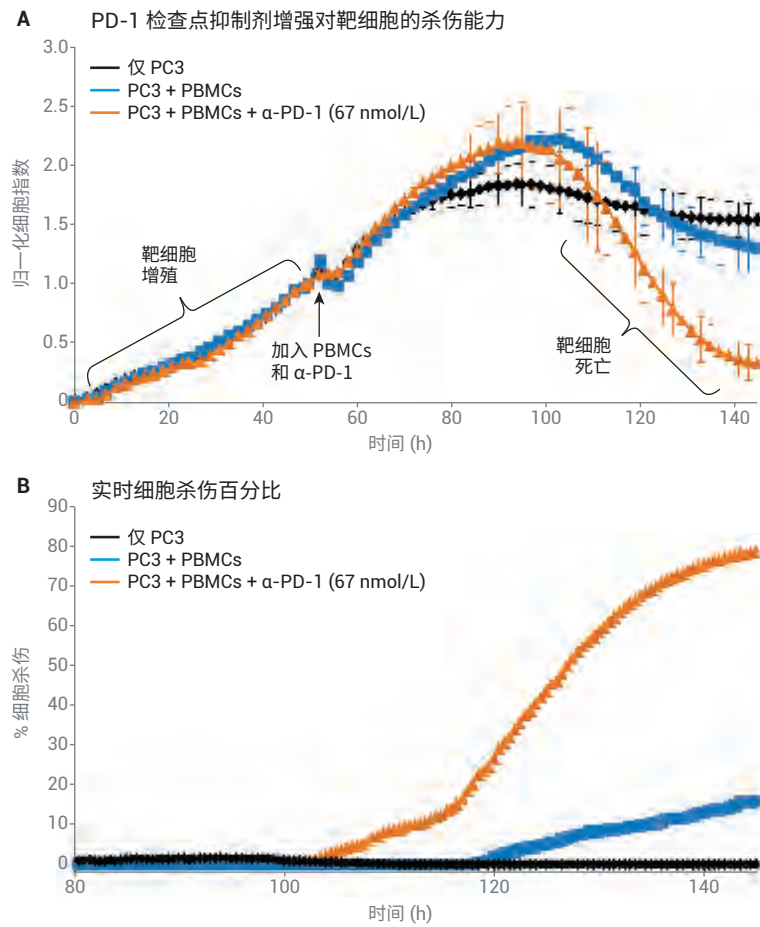 A PD-1 检查点抑制剂增强对靶细胞的杀伤能力
3.0
2.5
2.0
1.5
1.0
0.5
0
归一化细胞指数
仅 PC3
PC3 + PBMCs
PC3 + PBMCs + α-PD-1 (67 nmol/L)
靶细胞
增殖
加入 PBMCs
和 α-PD-1
靶细胞
死亡
0 20 40 60 80 100 120 140
时间 (h)
B 实时细胞杀伤百分比
90
80
70
60
50
40
30
20
10
0
% 细胞杀伤
仅 PC3
PC3 + PBMCs
PC3 + PBMCs + α-PD-1 (67 nmol/L)
80 100 120 140
时间 (h)